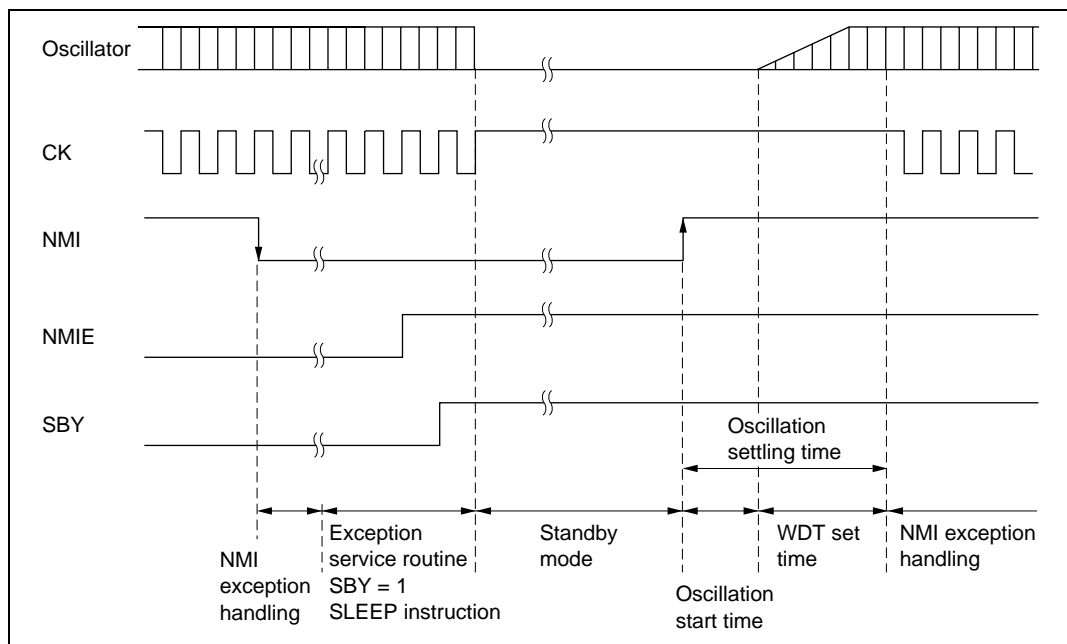 Oscillator
CK
NMI
NMIE
SBY
Oscillation
settling time
NMI
exception
handling
Exception
service routine
SBY = 1
SLEEP instruction
Standby
mode
Oscillation
start time
WDT set
time
NMI exception
handling